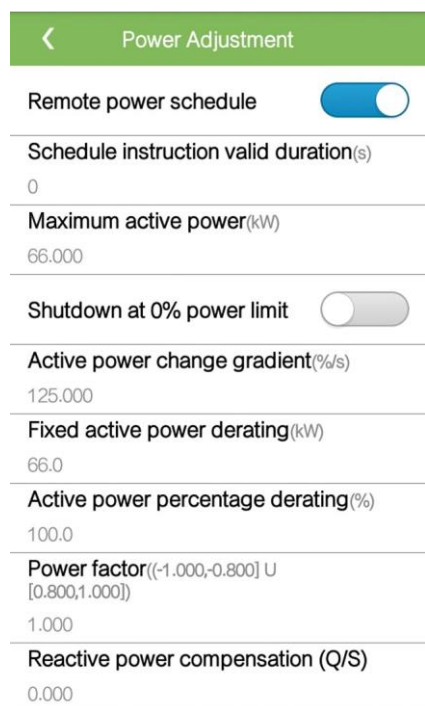 Power Adjustment
Remote power schedule
Schedule instruction valid duration(s)
0
Maximum active power(kW)
66.000
Shutdown at 0% power limit
Active power change gradient(%/s)
125.000
Fixed active power derating(kW)
66.0
Active power percentage derating(%)
100.0
Power factor((-1.000,-0.800] U
[0.800,1.000])
1.000
Reactive power compensation (Q/S)
0.000